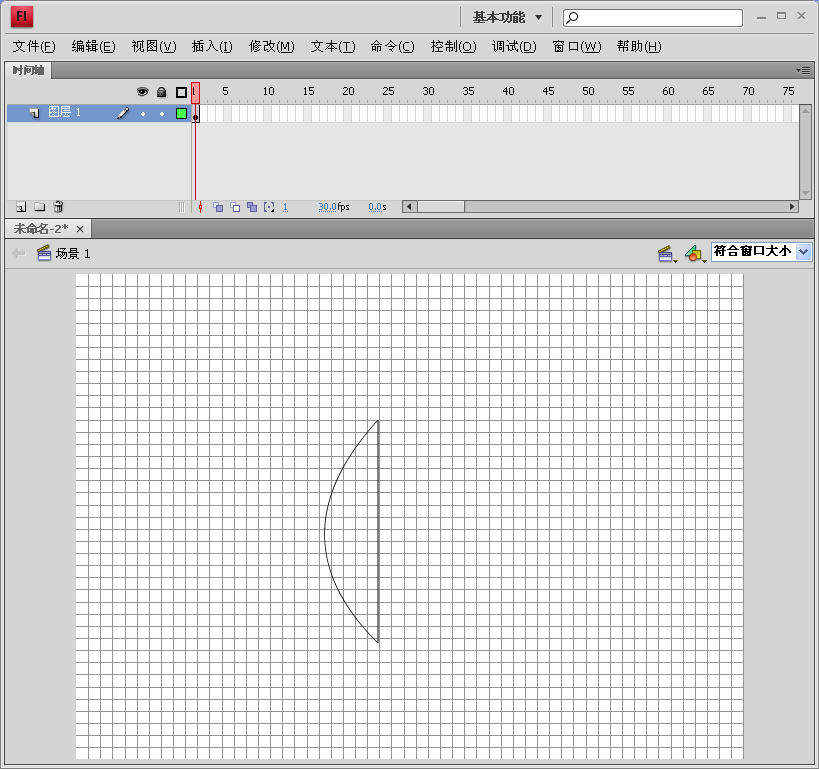 Fl 基本功能
文件(F) 编辑(E) 视图(V) 插入(I) 修改(M) 文本(T) 命令(C) 控制(O) 调试(D) 窗口(W) 帮助(H)
时间轴
1 5 10 15 20 25 30 35 40 45 50 55 60 65 70 75
图层 1
1 30.0fps 0.0s
未命名-2*
场景 1 符合窗口大小